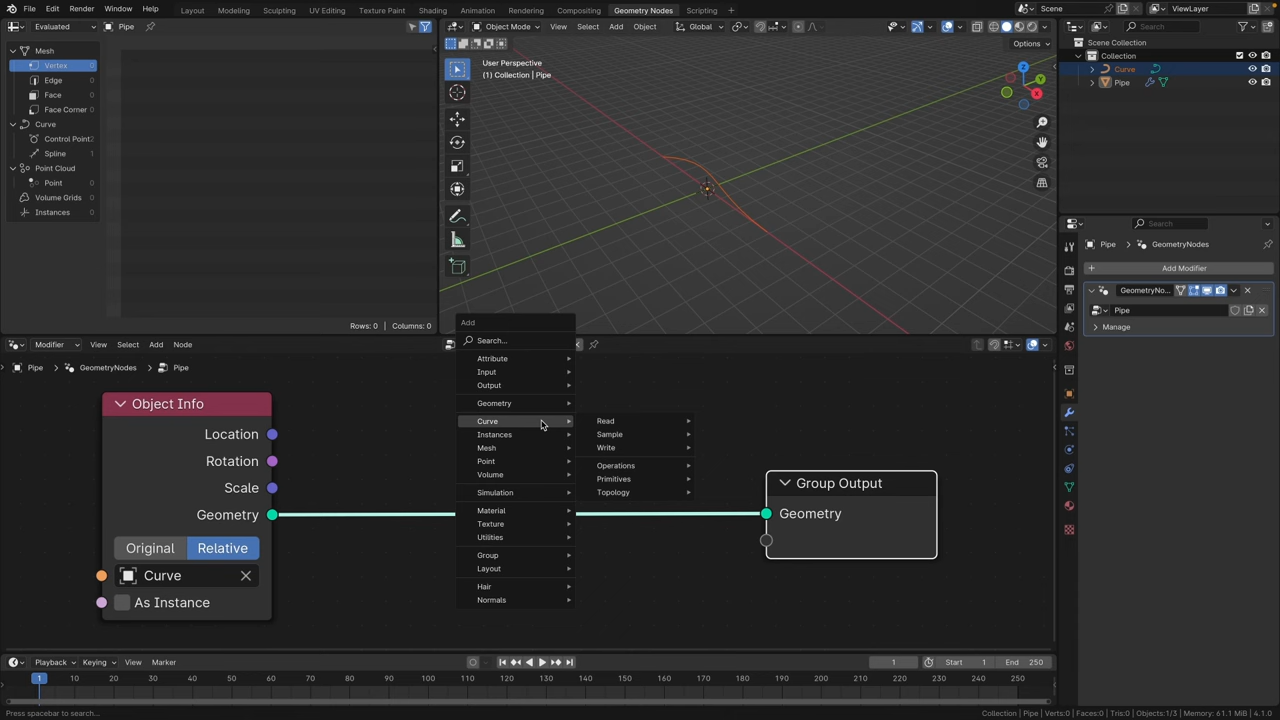 File Edit Render Window Help
Layout Modeling Sculpting UV Editing Texture Paint Shading Animation Rendering Compositing Geometry Nodes Scripting
Scene
ViewLayer
Evaluated
Pipe
Mesh
Vertex 0
Edge 0
Face 0
Face Corner 0
Curve
Control Point 2
Spline 1
Point Cloud
Point 0
Volume Grids 0
Instances 0
Rows: 0 Columns: 0
Object Mode View Select Add Object Global
Options
User Perspective
(1) Collection | Pipe
Z
Y
X
Search
Scene Collection
Collection
Curve
Pipe
Search
Pipe > GeometryNodes
Add Modifier
GeometryNo...
Pipe
Manage
Modifier View Select Add Node
Pipe > GeometryNodes > Pipe
Object Info
Location
Rotation
Scale
Geometry
Original Relative
Curve
As Instance
Add
Search...
Attribute
Input
Output
Geometry
Curve
Instances
Mesh
Point
Volume
Simulation
Material
Texture
Utilities
Group
Layout
Hair
Normals
Read
Sample
Write
Operations
Primitives
Topology
Group Output
Geometry
Playback Keying View Marker
1 Start 1 End 250
1 10 20 30 40 50 60 70 80 90 100 110 120 130 140 150 160 170 180 190 200 210 220 230 240 250
Press spacebar to search...
Collection | Pipe | Verts:0 | Faces:0 | Tris:0 | Objects:1/3 | Memory: 61.1 MiB | 4.1.0